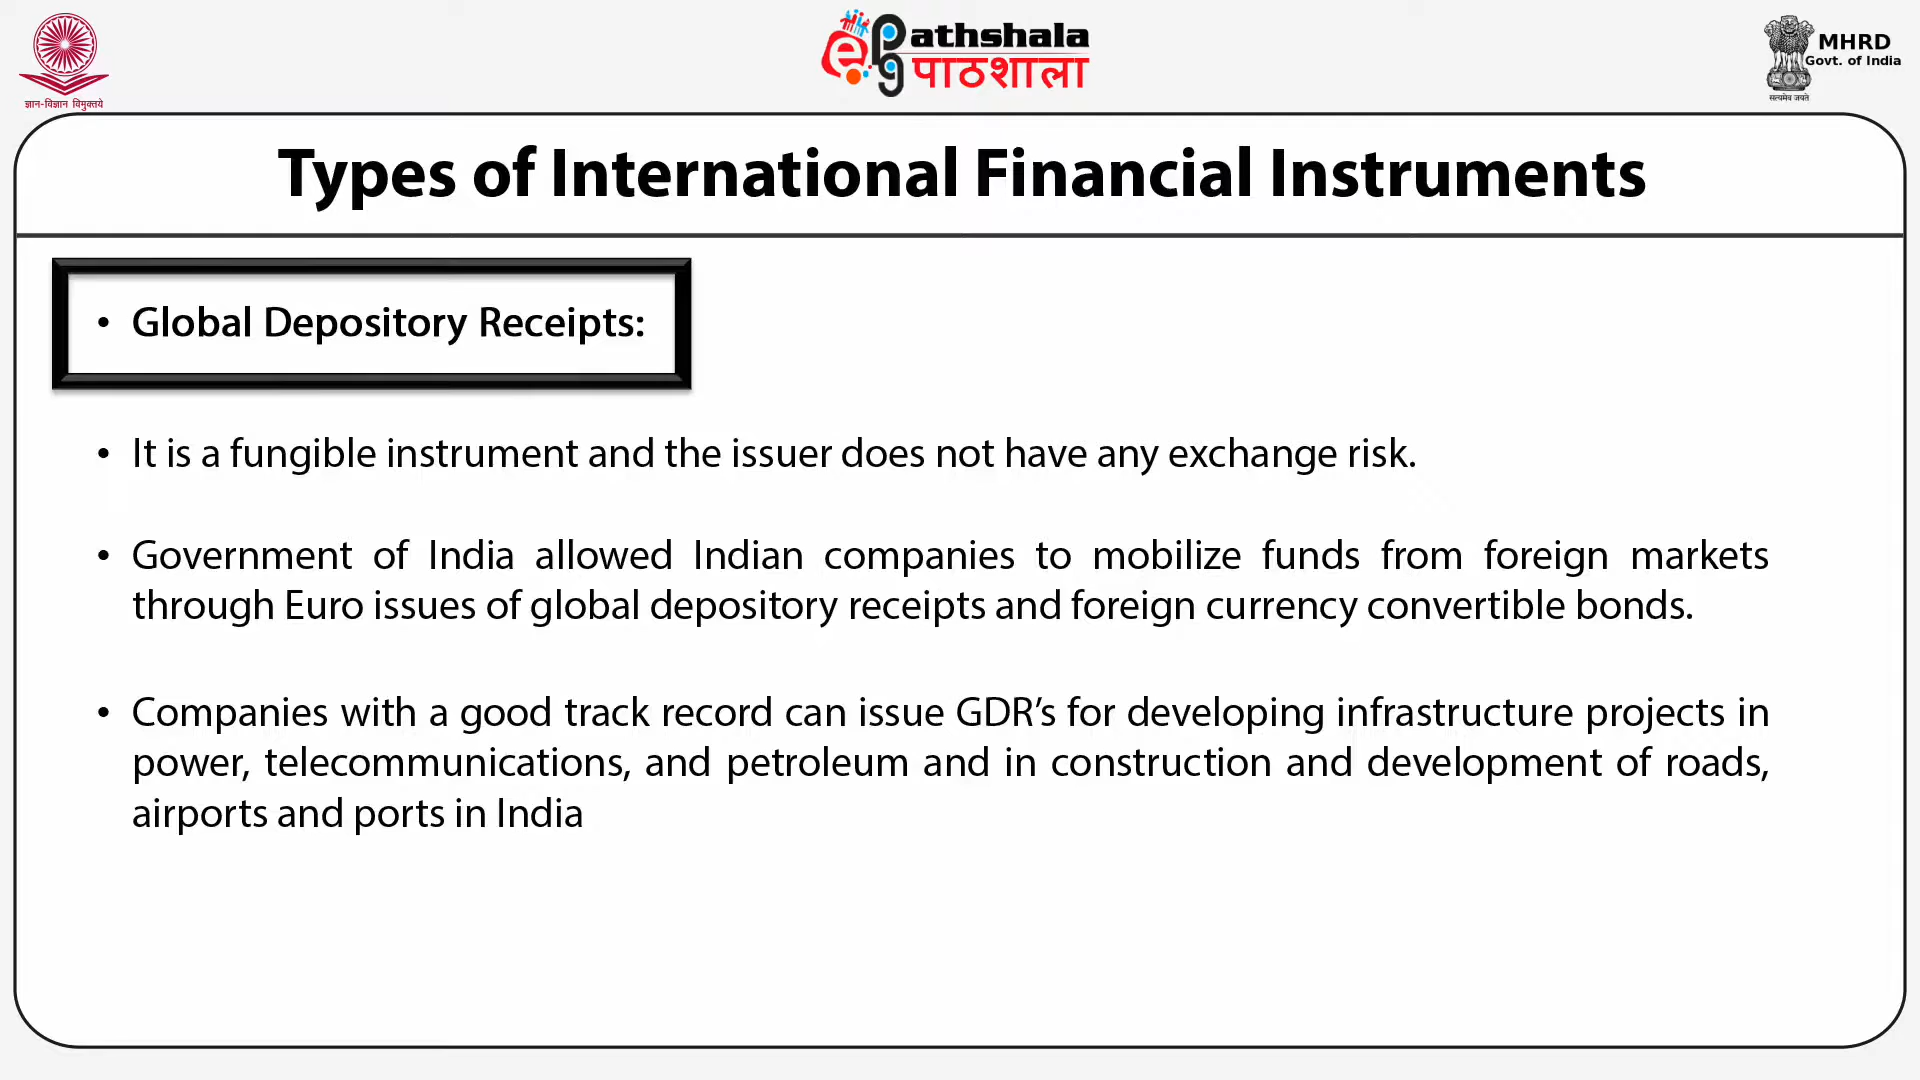 ज्ञान-विज्ञान विमुक्तये
e Pg athshala
पाठशाला
MHRD
Govt. of India
सत्यमेव जयते
Types of International Financial Instruments
• Global Depository Receipts:
• It is a fungible instrument and the issuer does not have any exchange risk.
• Government of India allowed Indian companies to mobilize funds from foreign markets
through Euro issues of global depository receipts and foreign currency convertible bonds.
• Companies with a good track record can issue GDR’s for developing infrastructure projects in
power, telecommunications, and petroleum and in construction and development of roads,
airports and ports in India